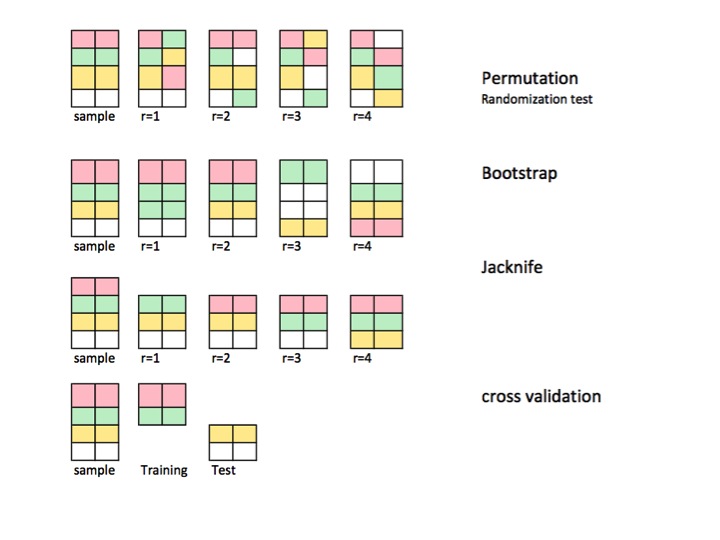 Permutation
Randomization test
sample r=1 r=2 r=3 r=4
Bootstrap
sample r=1 r=2 r=3 r=4
Jacknife
sample r=1 r=2 r=3 r=4
cross validation
sample Training Test